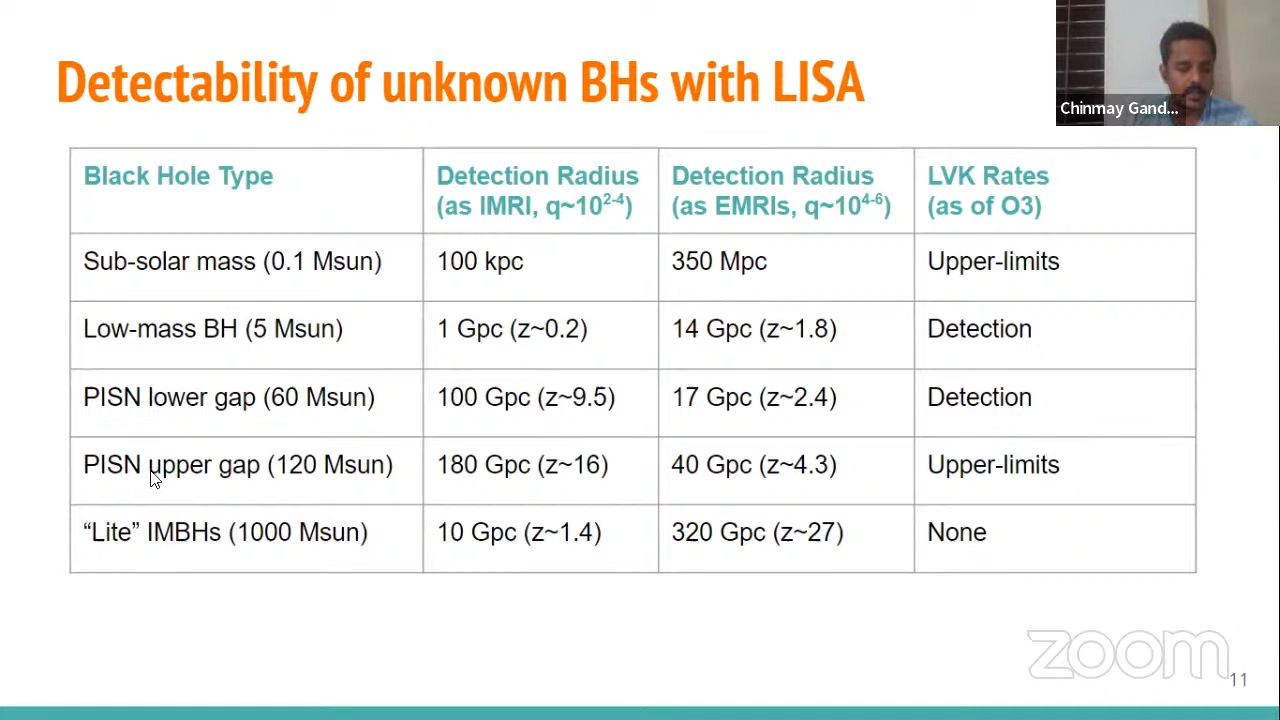 Detectability of unknown BHs with LISA
Chinmay Gand...
Black Hole Type
Detection Radius
(as IMRI, q~10²⁻⁴)
Detection Radius
(as EMRIs, q~10⁴⁻⁶)
LVK Rates
(as of O3)
Sub-solar mass (0.1 Msun)
100 kpc
350 Mpc
Upper-limits
Low-mass BH (5 Msun)
1 Gpc (z~0.2)
14 Gpc (z~1.8)
Detection
PISN lower gap (60 Msun)
100 Gpc (z~9.5)
17 Gpc (z~2.4)
Detection
PISN upper gap (120 Msun)
180 Gpc (z~16)
40 Gpc (z~4.3)
Upper-limits
“Lite” IMBHs (1000 Msun)
10 Gpc (z~1.4)
320 Gpc (z~27)
None
zoom
11